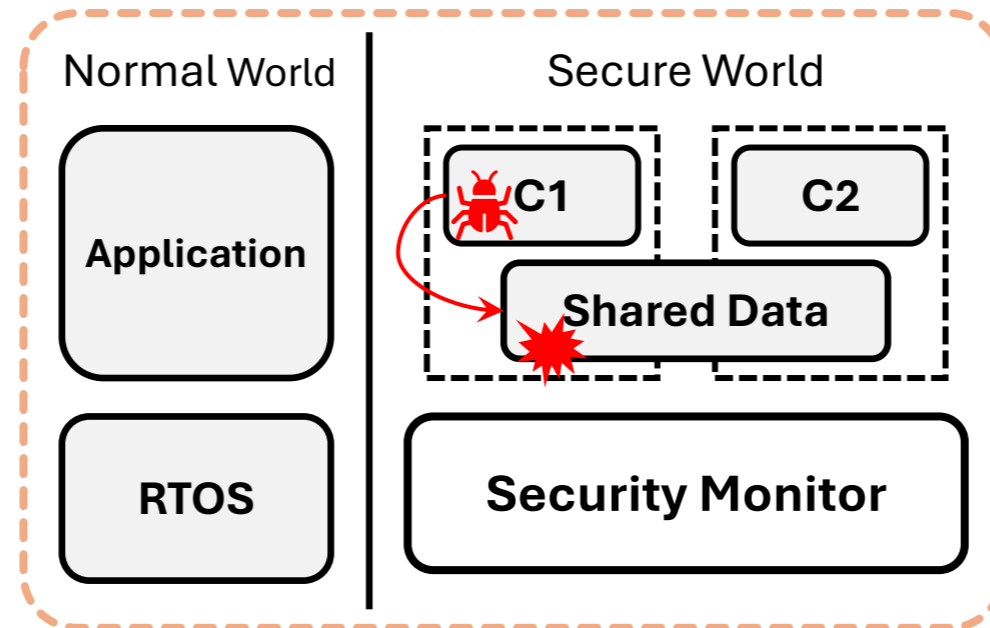 Normal World
Secure World
Application
C1
C2
Shared Data
RTOS
Security Monitor